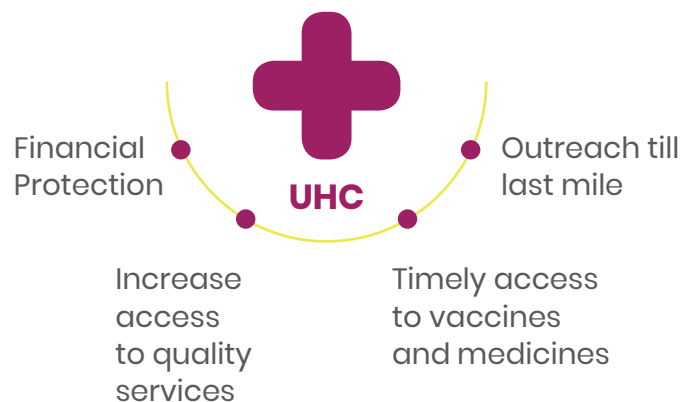 Financial
Protection
UHC
Outreach till
last mile
Increase
access
to quality
services
Timely access
to vaccines
and medicines